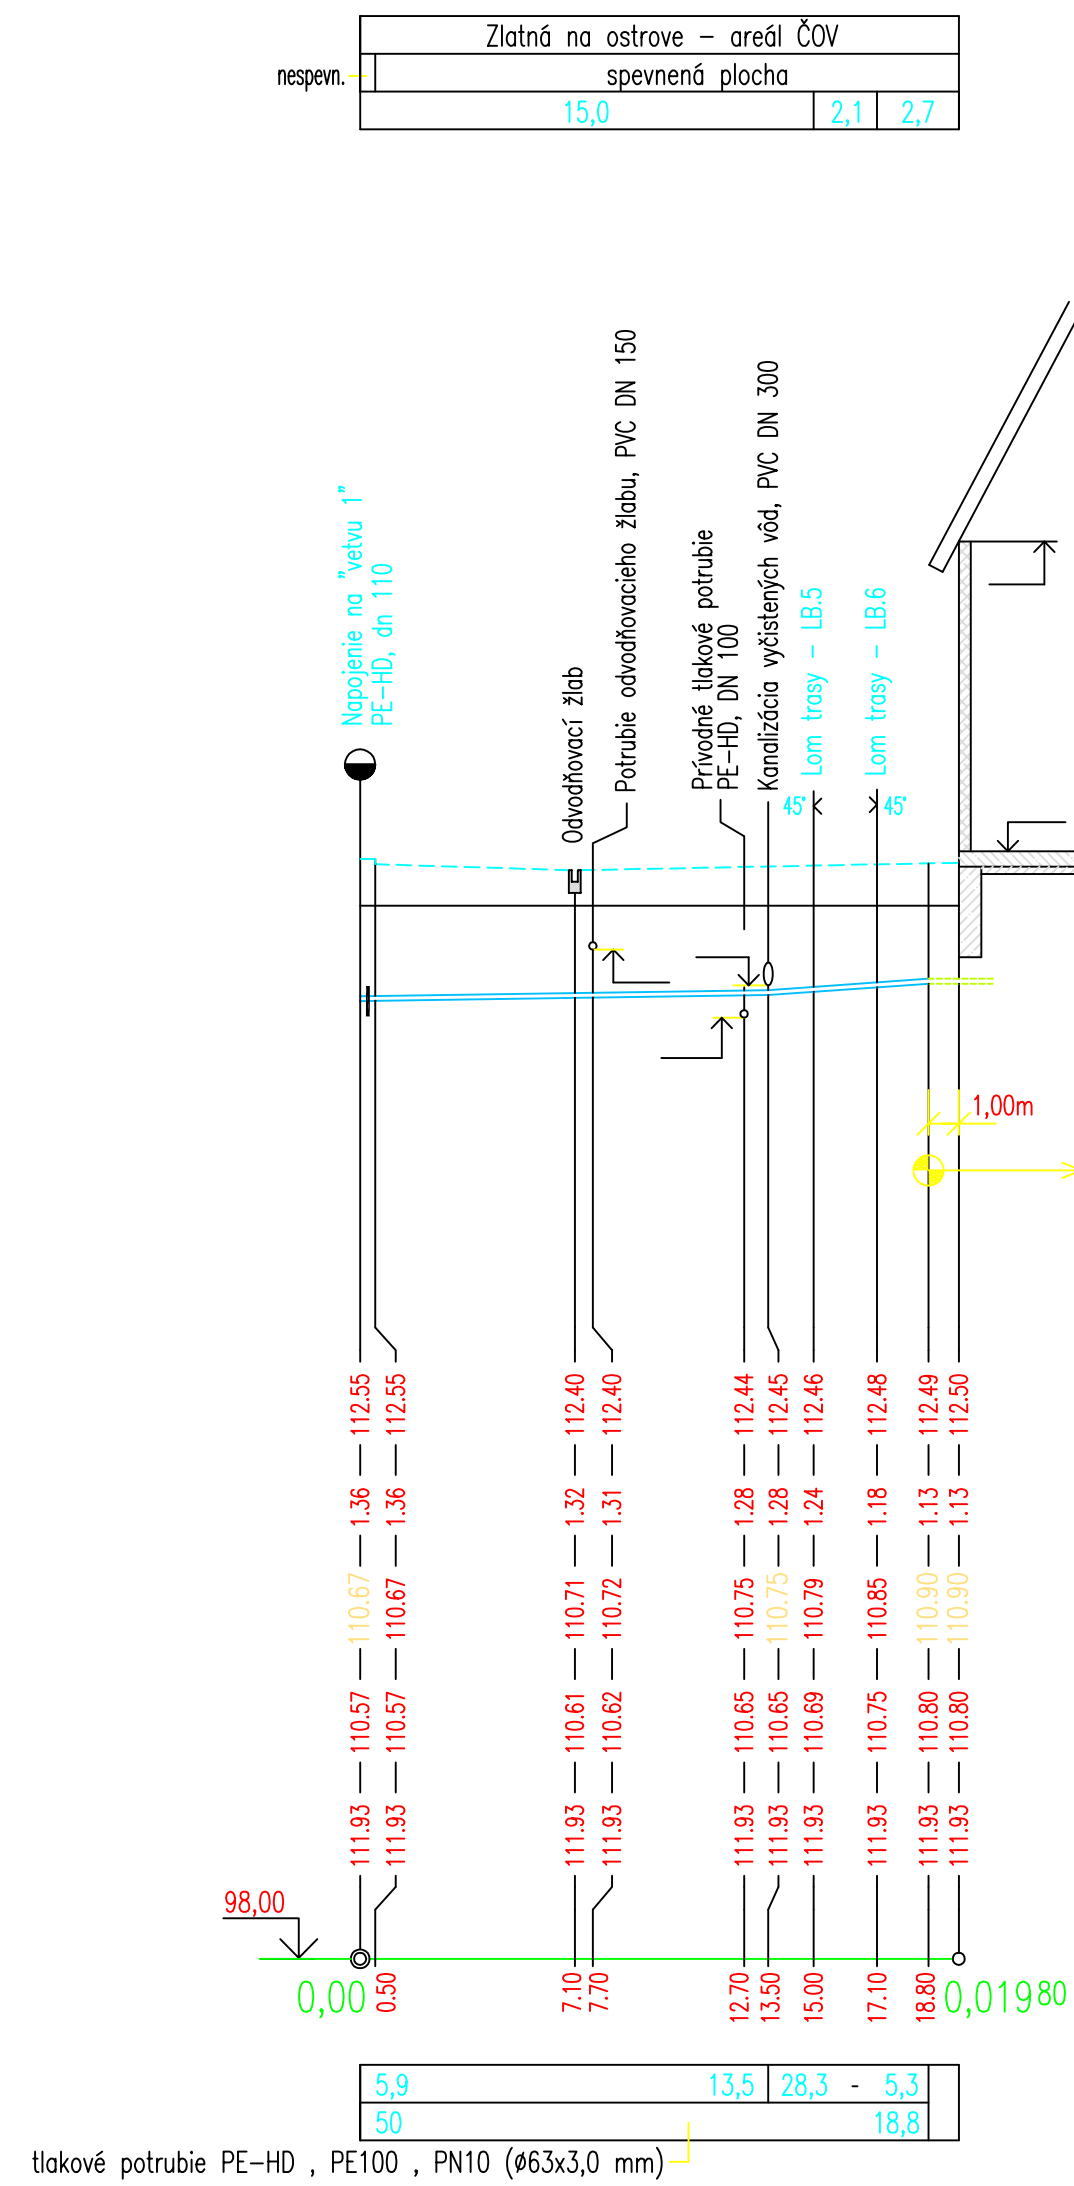 Zlatná na ostrove – areál ČOV
nespevn.
spevnená plocha
15,0 2,1 2,7
Napojenie na "vetvu 1"
PE–HD, dn 110
Odvodňovací žlab
Potrubie odvodňovacieho žlabu, PVC DN 150
Prívodné tlakové potrubie
PE–HD, DN 100
Kanalizácia vyčistených vôd, PVC DN 300
Lom trasy – LB.5
Lom trasy – LB.6
45° 45°
1,00m
112.55 112.55 112.40 112.40 112.44 112.45 112.46 112.48 112.49 112.50
1.36 1.36 1.32 1.31 1.28 1.28 1.24 1.18 1.13 1.13
110.67 110.67 110.71 110.72 110.75 110.75 110.79 110.85 110.90 110.90
110.57 110.57 110.61 110.62 110.65 110.65 110.69 110.75 110.80 110.80
111.93 111.93 111.93 111.93 111.93 111.93 111.93 111.93 111.93 111.93
98,00
0,00 0.50 7.10 7.70 12.70 13.50 15.00 17.10 18.80 0,01980
5,9 13,5 28,3 - 5,3
50 18,8
tlakové potrubie PE–HD , PE100 , PN10 (ø63x3,0 mm)